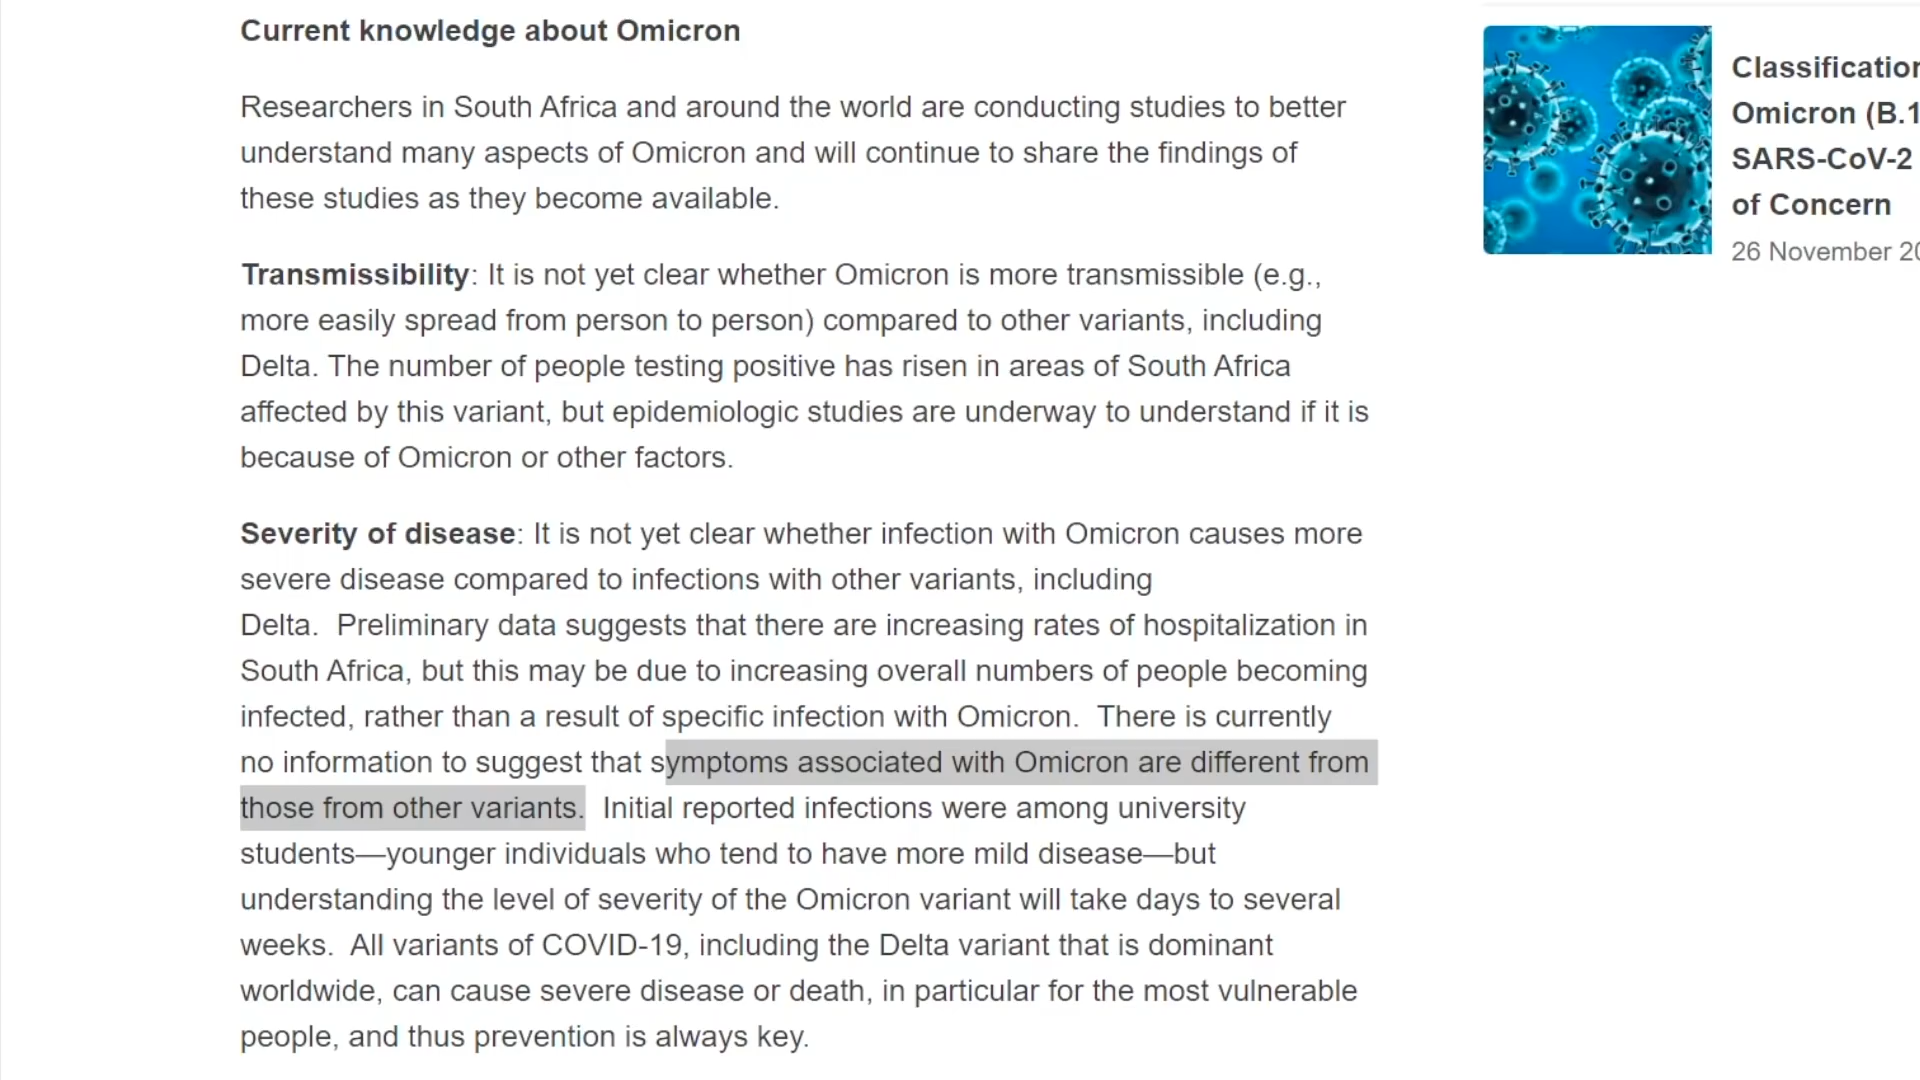 Current knowledge about Omicron
Researchers in South Africa and around the world are conducting studies to better
understand many aspects of Omicron and will continue to share the findings of
these studies as they become available.
Transmissibility: It is not yet clear whether Omicron is more transmissible (e.g.,
more easily spread from person to person) compared to other variants, including
Delta. The number of people testing positive has risen in areas of South Africa
affected by this variant, but epidemiologic studies are underway to understand if it is
because of Omicron or other factors.
Severity of disease: It is not yet clear whether infection with Omicron causes more
severe disease compared to infections with other variants, including
Delta.  Preliminary data suggests that there are increasing rates of hospitalization in
South Africa, but this may be due to increasing overall numbers of people becoming
infected, rather than a result of specific infection with Omicron.  There is currently
no information to suggest that symptoms associated with Omicron are different from
those from other variants.  Initial reported infections were among university
students—younger individuals who tend to have more mild disease—but
understanding the level of severity of the Omicron variant will take days to several
weeks.  All variants of COVID-19, including the Delta variant that is dominant
worldwide, can cause severe disease or death, in particular for the most vulnerable
people, and thus prevention is always key.
Classification
Omicron (B.1
SARS-CoV-2
of Concern
26 November 20